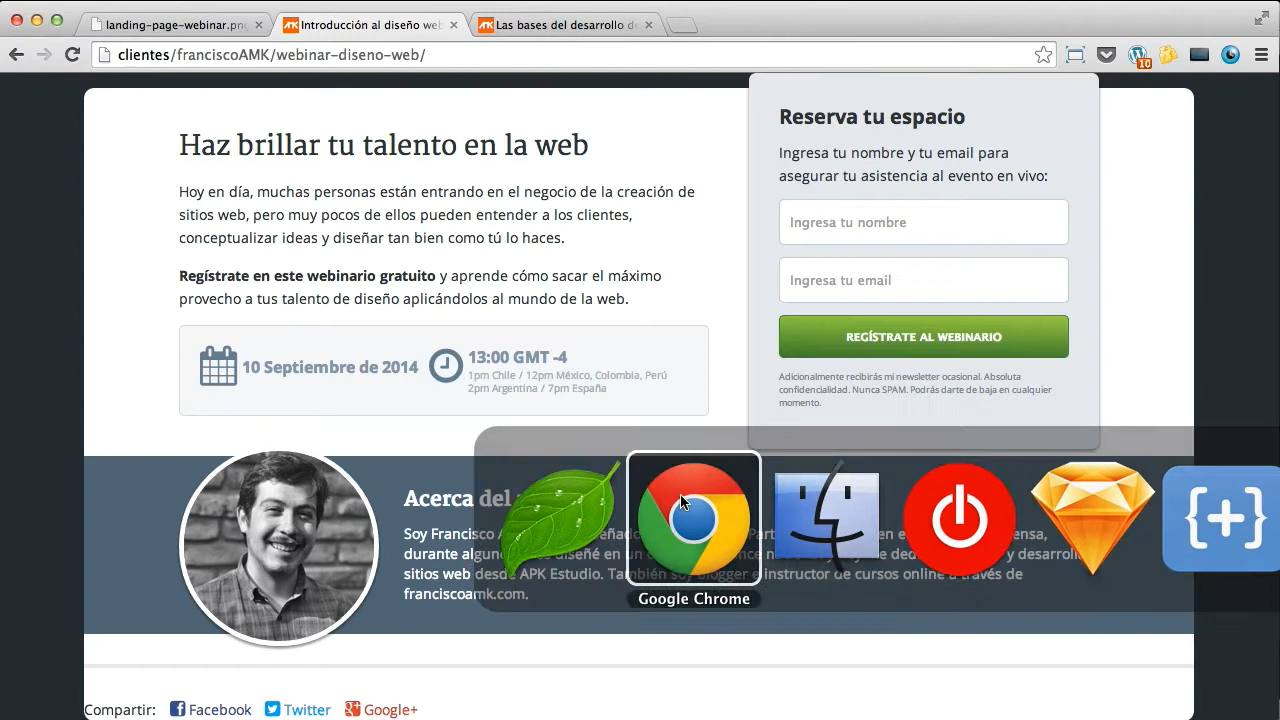 landing-page-webinar.png
Introducción al diseño web
Las bases del desarrollo de
clientes/franciscoAMK/webinar-diseno-web/
10
Haz brillar tu talento en la web
Hoy en día, muchas personas están entrando en el negocio de la creación de
sitios web, pero muy pocos de ellos pueden entender a los clientes,
conceptualizar ideas y diseñar tan bien como tú lo haces.
Regístrate en este webinario gratuito y aprende cómo sacar el máximo
provecho a tus talento de diseño aplicándolos al mundo de la web.
10 Septiembre de 2014
13:00 GMT -4
1pm Chile / 12pm México, Colombia, Perú
2pm Argentina / 7pm España
Reserva tu espacio
Ingresa tu nombre y tu email para
asegurar tu asistencia al evento en vivo:
Ingresa tu nombre
Ingresa tu email
REGÍSTRATE AL WEBINARIO
Adicionalmente recibirás mi newsletter ocasional. Absoluta
confidencialidad. Nunca SPAM. Podrás darte de baja en cualquier
momento.
Acerca del
Soy Francisco
durante diseñé en un
sitios web desde APK Estudio. También soy blogger e instructor de cursos online a través de
franciscoamk.com.
Google Chrome
Compartir: Facebook Twitter Google+